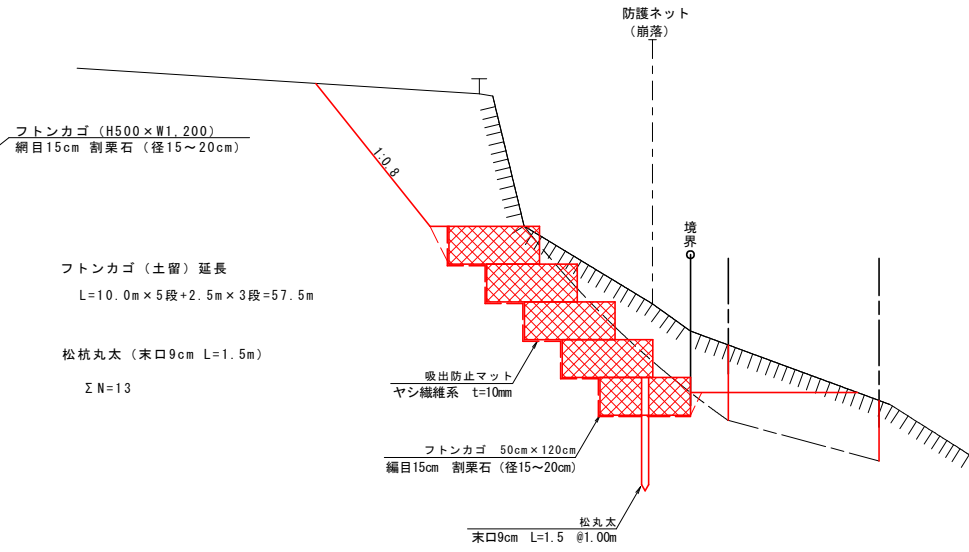 防護ネット
（崩落）
フトンカゴ（H500×W1,200）
網目15cm 割栗石（径15～20cm）
1:0.8
境界
フトンカゴ（土留）延長
L=10.0m×5段+2.5m×3段=57.5m
松杭丸太（末口9cm L=1.5m）
ΣN=13
吸出防止マット
ヤシ繊維系 t=10mm
フトンカゴ 50cm×120cm
編目15cm 割栗石（径15～20cm）
松丸太
末口9cm L=1.5 @1.00m